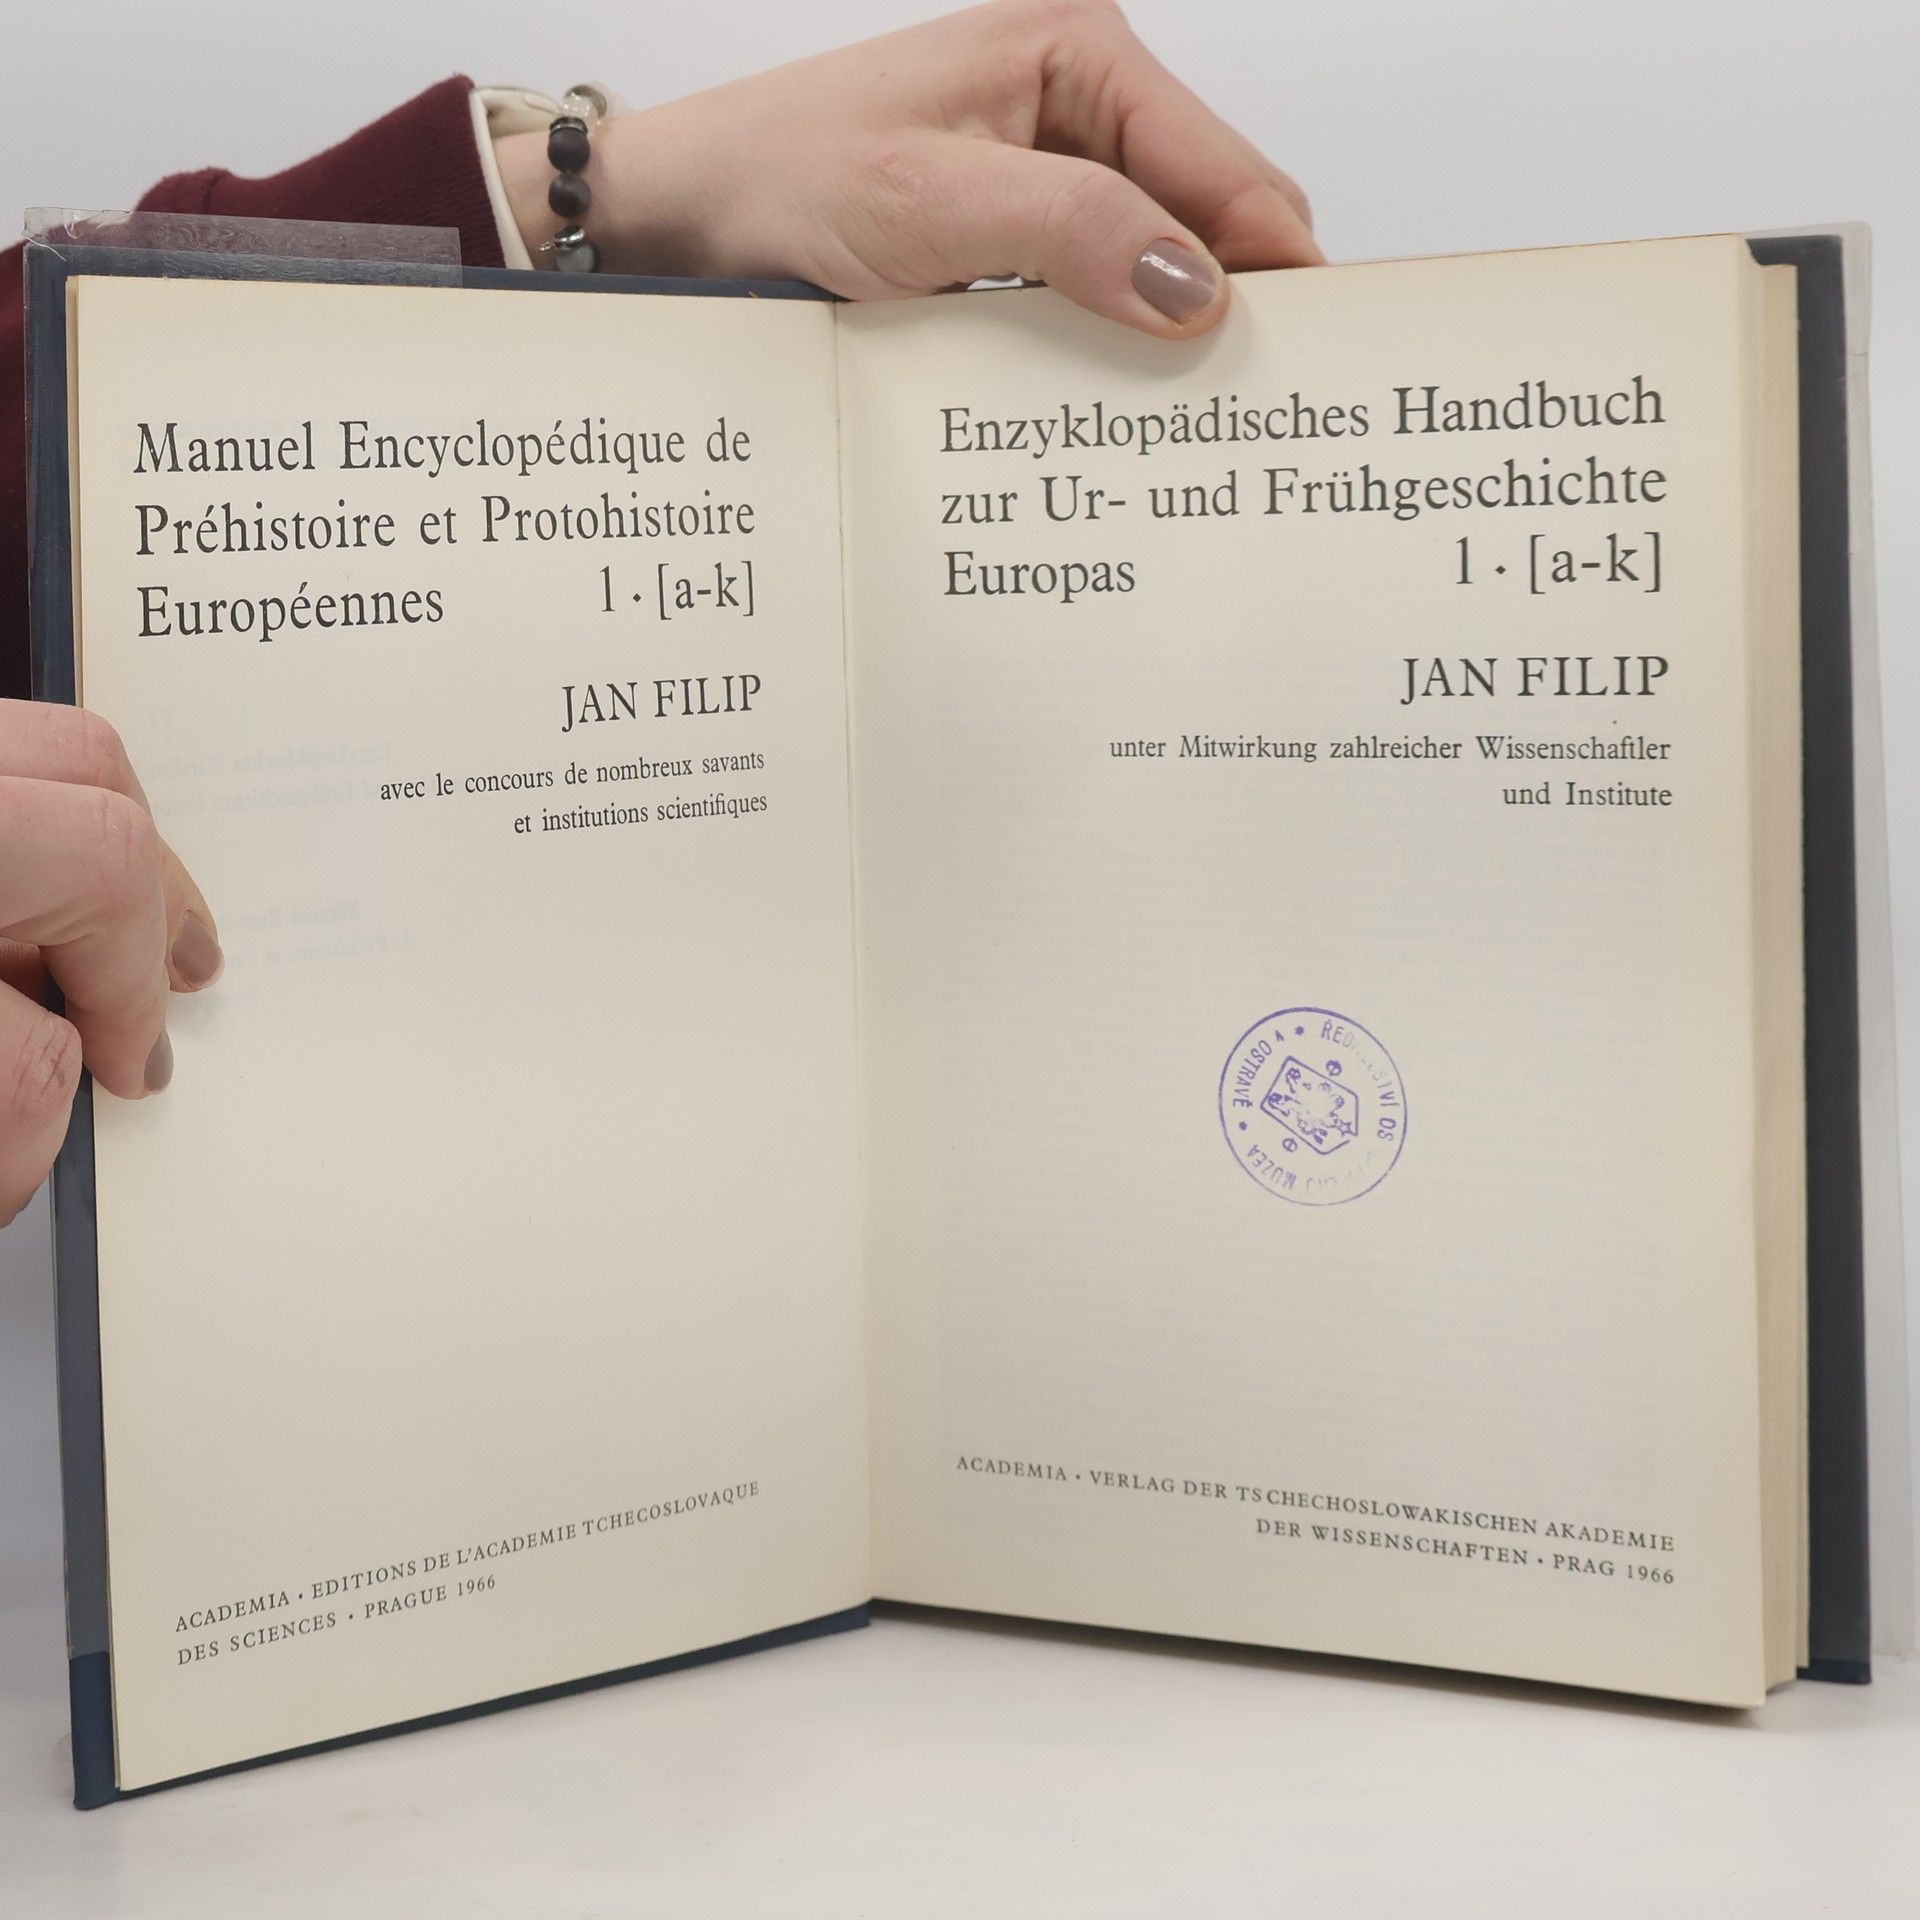 Manuel Encyclopédique de
Préhistoire et Protohistoire
Européennes 1 · [a-k]
JAN FILIP
avec le concours de nombreux savants
et institutions scientifiques
ACADEMIA · EDITIONS DE L'ACADEMIE TCHECOSLOVAQUE
DES SCIENCES · PRAGUE 1966
Enzyklopädisches Handbuch
zur Ur- und Frühgeschichte
Europas 1 · [a-k]
JAN FILIP
unter Mitwirkung zahlreicher Wissenschaftler
und Institute
MUZEA * V OSTRAVĚ *
ACADEMIA · VERLAG DER TSCHECHOSLOWAKISCHEN AKADEMIE
DER WISSENSCHAFTEN · PRAG 1966